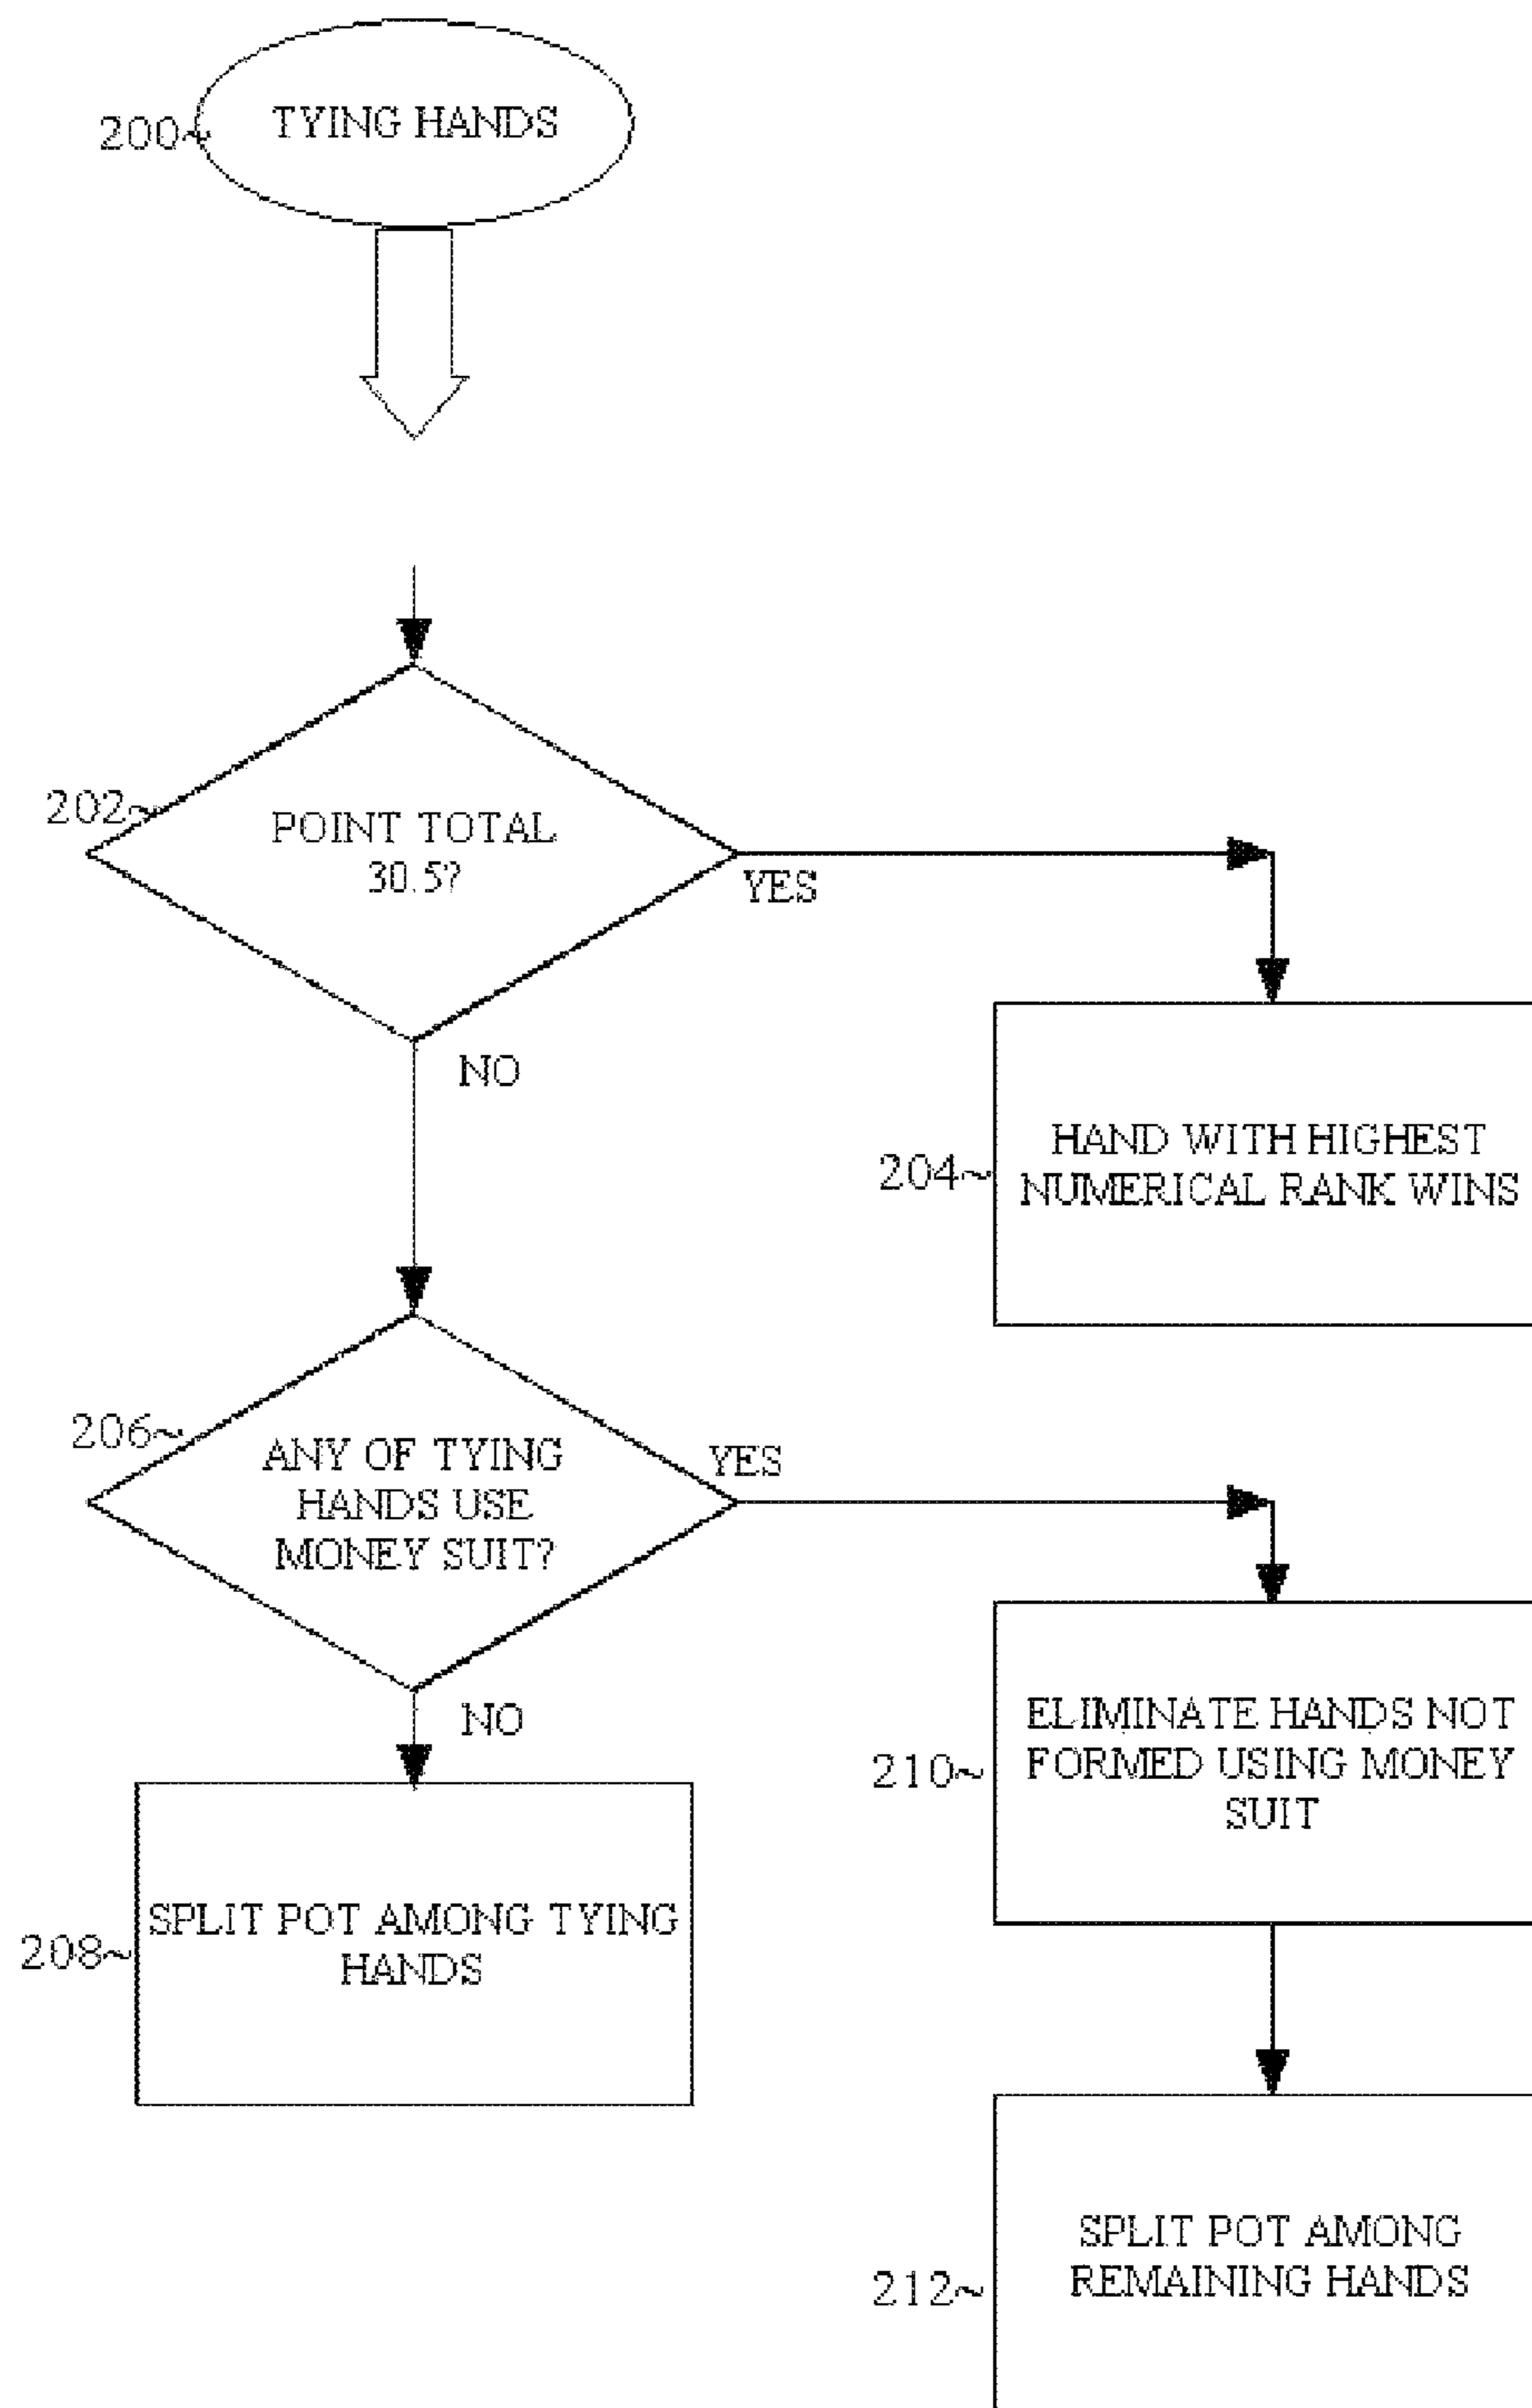 200~ TYING HANDS
202~
POINT TOTAL
30.5?
YES
NO
204~
HAND WITH HIGHEST
NUMERICAL RANK WINS
206~
ANY OF TYING
HANDS USE
MONEY SUIT?
YES
NO
208~
SPLIT POT AMONG TYING
HANDS
210~
ELIMINATE HANDS NOT
FORMED USING MONEY
SUIT
212~
SPLIT POT AMONG
REMAINING HANDS